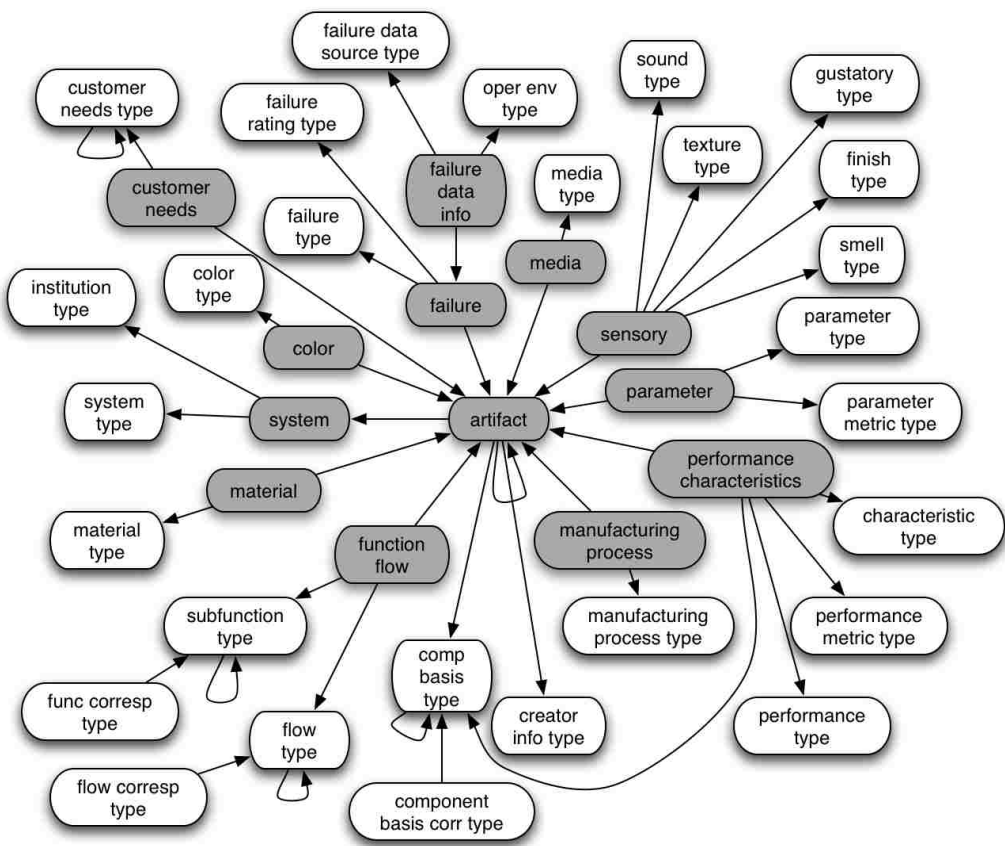 failure data
source type
customer
needs type
failure
rating type
oper env
type
sound
type
gustatory
type
texture
type
finish
type
customer
needs
failure
data
info
media
type
failure
type
smell
type
media
institution
type
color
type
failure
sensory
parameter
type
color
parameter
system
type
system
artifact
parameter
metric type
performance
characteristics
material
material
type
function
flow
manufacturing
process
characteristic
type
subfunction
type
manufacturing
process type
performance
metric type
comp
basis
type
func corresp
type
flow
type
creator
info type
performance
type
flow corresp
type
component
basis corr type